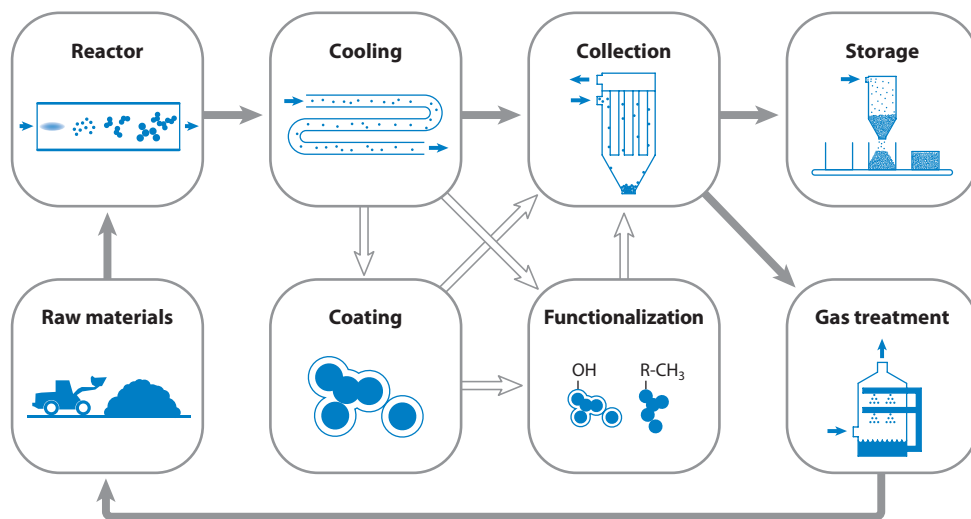 Reactor
Cooling
Collection
Storage
Raw materials
Coating
Functionalization
Gas treatment
OH
R-CH₃